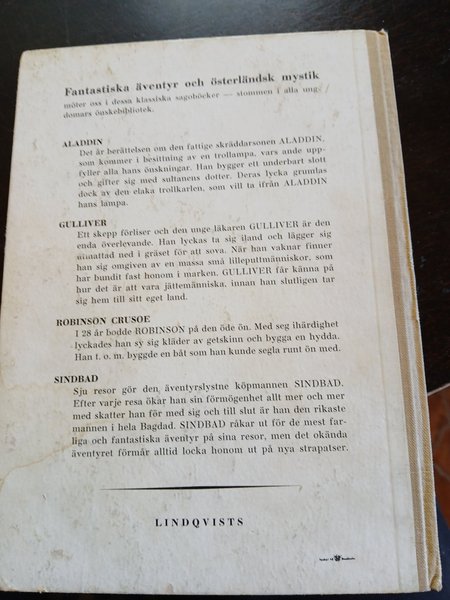 Fantastiska äventyr och österländsk mystik
möter oss i dessa klassiska sagoböcker — stommen i alla ung-
domars önskebibliotek.
ALADDIN
Det är berättelsen om den fattige skräddarsonen ALADDIN,
som kommer i besittning av en trollampa, vars ande upp-
fyller alla hans önskningar. Han bygger ett underbart slott
och gifter sig med sultanens dotter. Deras lycka grumlas
dock av den elaka trollkarlen, som vill ta ifrån ALADDIN
hans lampa.
GULLIVER
Ett skepp förliser och den unge läkaren GULLIVER är den
enda överlevande. Han lyckas ta sig iland och lägger sig
utmattad ned i gräset för att sova. När han vaknar finner
han sig omgiven av en massa små lilleputtmänniskor, som
har bundit fast honom i marken. GULLIVER får känna på
hur det är att vara jättemänniska, innan han slutligen tar
sig hem till sitt eget land.
ROBINSON CRUSOE
I 28 år bodde ROBINSON på den öde ön. Med seg ihärdighet
lyckades han sy sig kläder av getskinn och bygga en hydda.
Han t. o. m. byggde en båt som han kunde segla runt ön med.
SINDBAD
Sju resor gör den äventyrslystne köpmannen SINDBAD.
Efter varje resa ökar han sin förmögenhet allt mer och mer
med skatter han för med sig och till slut är han den rikaste
mannen i hela Bagdad. SINDBAD råkar ut för de mest far-
liga och fantastiska äventyr på sina resor, men det okända
äventyret förmår alltid locka honom ut på nya strapatser.
LINDQVISTS